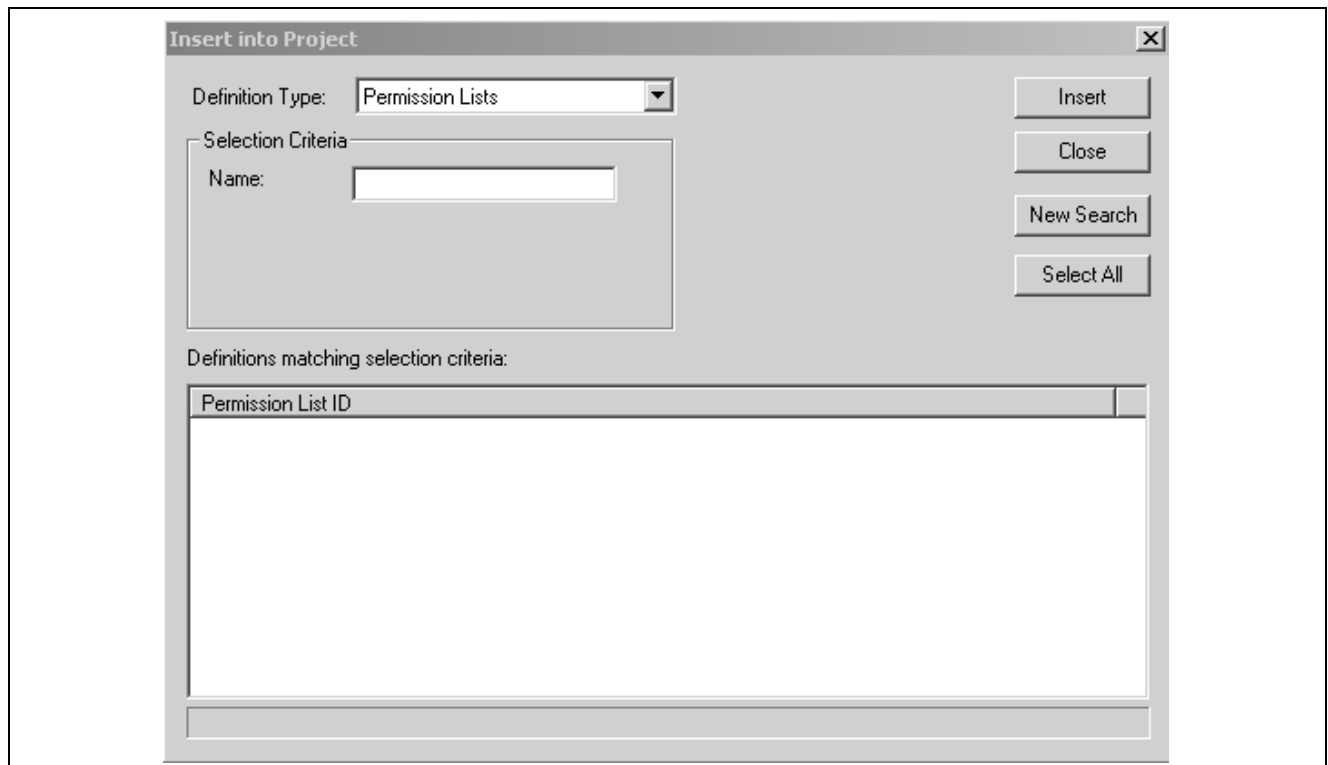 Insert into Project
Definition Type: Permission Lists
Insert
Selection Criteria
Close
Name:
New Search
Select All
Definitions matching selection criteria:
Permission List ID